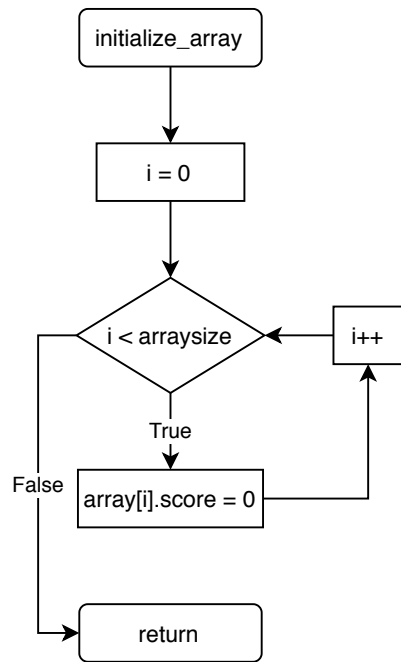 initialize_array
i = 0
i < arraysize
i++
True
False
array[i].score = 0
return